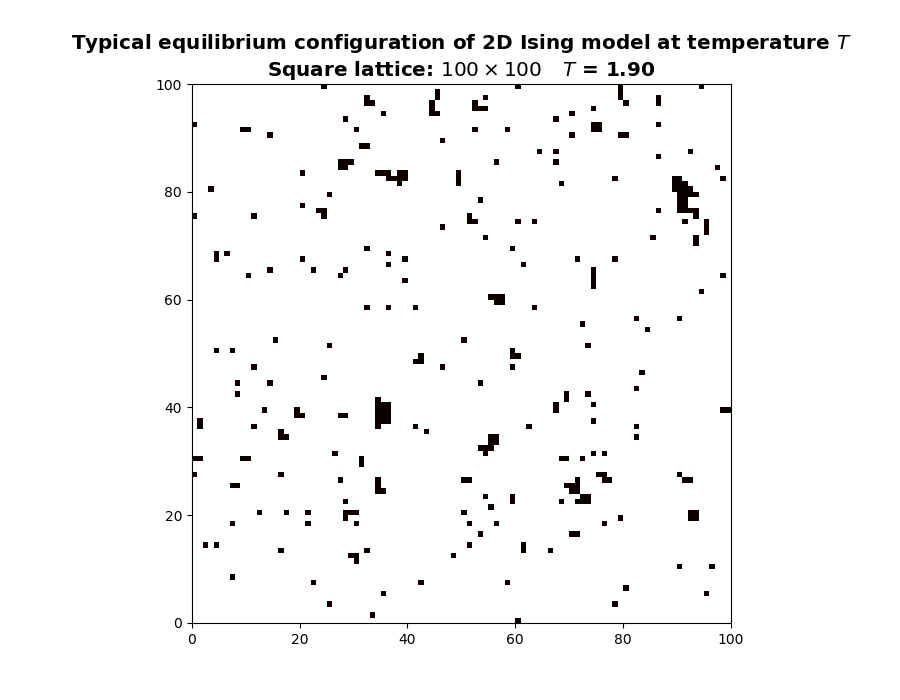 Typical equilibrium configuration of 2D Ising model at temperature T
Square lattice: 100 × 100 T = 1.90
100
80
60
40
20
0
0 20 40 60 80 100